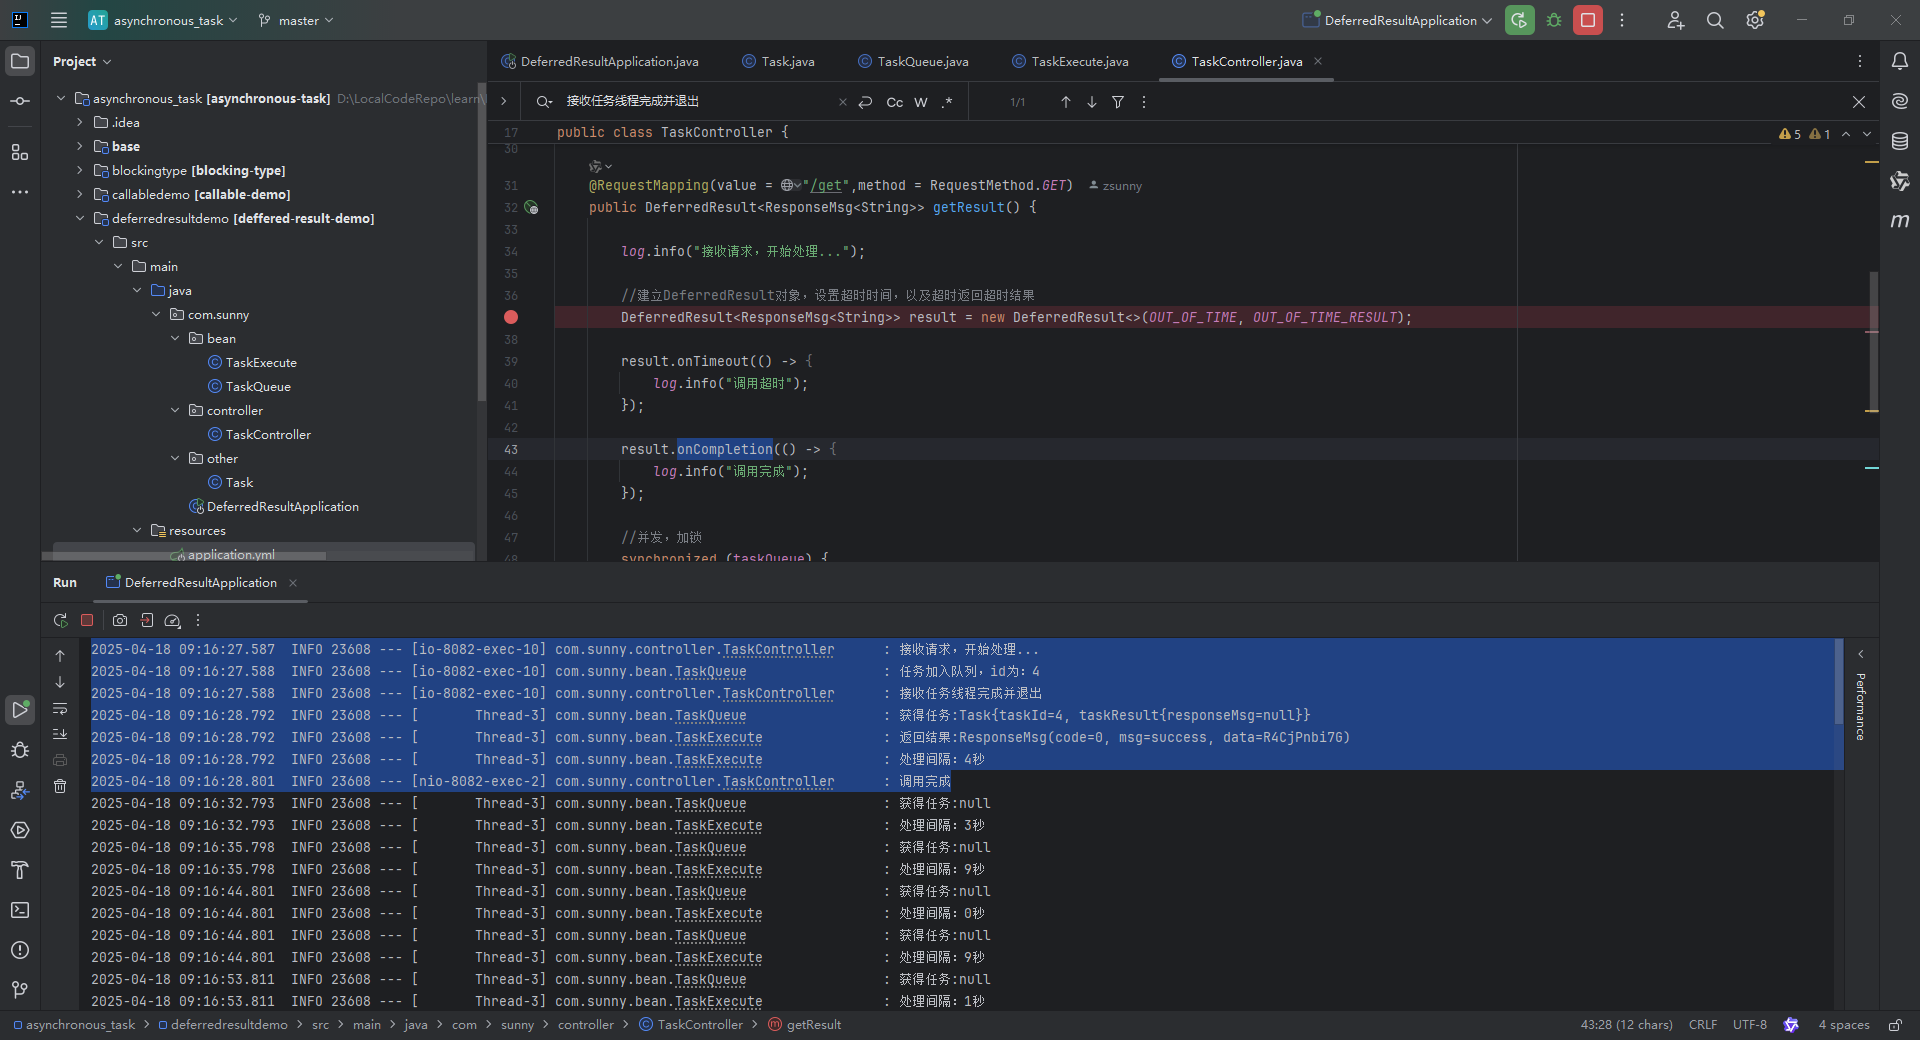 AT asynchronous_task master DeferredResultApplication
Project
asynchronous_task [asynchronous-task] D:\LocalCodeRepo\learn\
.idea
base
blockingtype [blocking-type]
callabledemo [callable-demo]
deferredresultdemo [deffered-result-demo]
src
main
java
com.sunny
bean
TaskExecute
TaskQueue
controller
TaskController
other
Task
DeferredResultApplication
resources
application.yml
DeferredResultApplication.java Task.java TaskQueue.java TaskExecute.java TaskController.java
接收任务线程完成并退出 Cc W .* 1/1
17 public class TaskController { 5 1
30
31 @RequestMapping(value = "/get",method = RequestMethod.GET) zsunny
32 public DeferredResult<ResponseMsg<String>> getResult() {
33
34 log.info("接收请求，开始处理...");
35
36 //建立DeferredResult对象，设置超时时间，以及超时返回超时结果
DeferredResult<ResponseMsg<String>> result = new DeferredResult<>(OUT_OF_TIME, OUT_OF_TIME_RESULT);
38
39 result.onTimeout(() -> {
40 log.info("调用超时");
41 });
42
43 result.onCompletion(() -> {
44 log.info("调用完成");
45 });
46
47 //并发，加锁
48 synchronized (taskQueue) {
Run DeferredResultApplication
2025-04-18 09:16:27.587 INFO 23608 --- [io-8082-exec-10] com.sunny.controller.TaskController : 接收请求，开始处理...
2025-04-18 09:16:27.588 INFO 23608 --- [io-8082-exec-10] com.sunny.bean.TaskQueue : 任务加入队列，id为：4
2025-04-18 09:16:27.588 INFO 23608 --- [io-8082-exec-10] com.sunny.controller.TaskController : 接收任务线程完成并退出
2025-04-18 09:16:28.792 INFO 23608 --- [ Thread-3] com.sunny.bean.TaskQueue : 获得任务:Task{taskId=4, taskResult{responseMsg=null}}
2025-04-18 09:16:28.792 INFO 23608 --- [ Thread-3] com.sunny.bean.TaskExecute : 返回结果:ResponseMsg(code=0, msg=success, data=R4CjPnbi7G)
2025-04-18 09:16:28.792 INFO 23608 --- [ Thread-3] com.sunny.bean.TaskExecute : 处理间隔：4秒
2025-04-18 09:16:28.801 INFO 23608 --- [nio-8082-exec-2] com.sunny.controller.TaskController : 调用完成
2025-04-18 09:16:32.793 INFO 23608 --- [ Thread-3] com.sunny.bean.TaskQueue : 获得任务:null
2025-04-18 09:16:32.793 INFO 23608 --- [ Thread-3] com.sunny.bean.TaskExecute : 处理间隔：3秒
2025-04-18 09:16:35.798 INFO 23608 --- [ Thread-3] com.sunny.bean.TaskQueue : 获得任务:null
2025-04-18 09:16:35.798 INFO 23608 --- [ Thread-3] com.sunny.bean.TaskExecute : 处理间隔：9秒
2025-04-18 09:16:44.801 INFO 23608 --- [ Thread-3] com.sunny.bean.TaskQueue : 获得任务:null
2025-04-18 09:16:44.801 INFO 23608 --- [ Thread-3] com.sunny.bean.TaskExecute : 处理间隔：0秒
2025-04-18 09:16:44.801 INFO 23608 --- [ Thread-3] com.sunny.bean.TaskQueue : 获得任务:null
2025-04-18 09:16:44.801 INFO 23608 --- [ Thread-3] com.sunny.bean.TaskExecute : 处理间隔：9秒
2025-04-18 09:16:53.811 INFO 23608 --- [ Thread-3] com.sunny.bean.TaskQueue : 获得任务:null
2025-04-18 09:16:53.811 INFO 23608 --- [ Thread-3] com.sunny.bean.TaskExecute : 处理间隔：1秒
Performance
asynchronous_task > deferredresultdemo > src > main > java > com > sunny > controller > TaskController > getResult 43:28 (12 chars) CRLF UTF-8 4 spaces